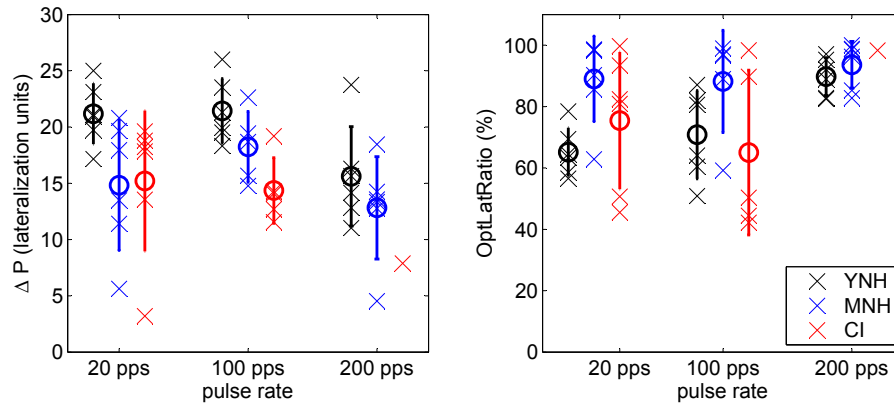 30
25
20
15
10
5
0
Δ P (lateralization units)
20 pps
100 pps
200 pps
pulse rate
100
80
60
40
20
0
OptLatRatio (%)
20 pps
100 pps
200 pps
pulse rate
YNH
MNH
CI